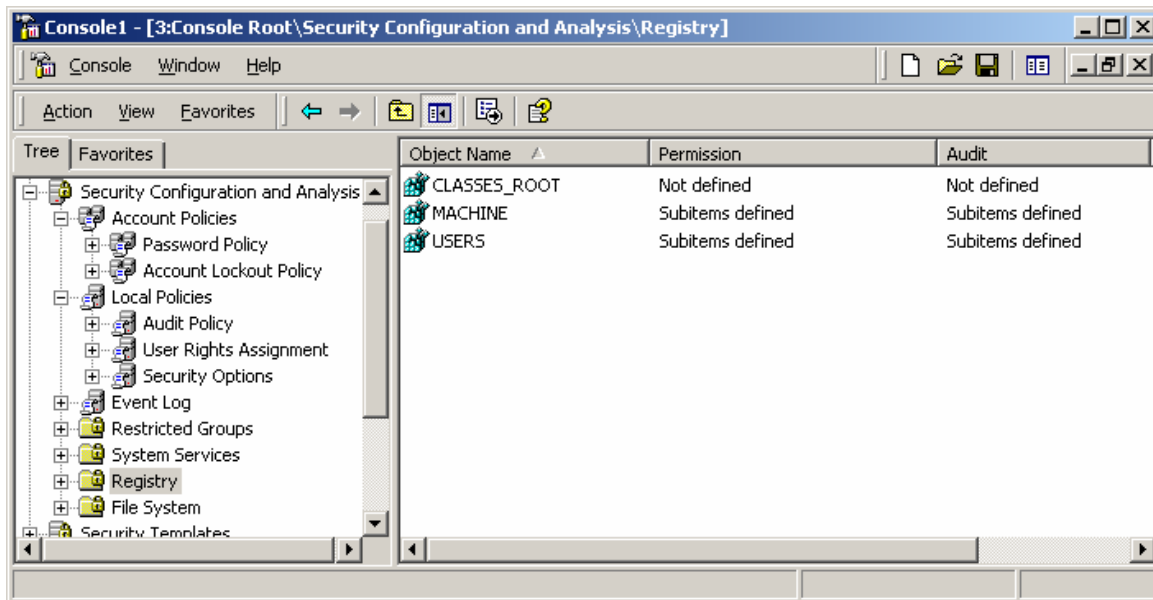 Console1 - [3:Console Root\Security Configuration and Analysis\Registry]
Console Window Help
Action View Favorites
Tree Favorites
Security Configuration and Analysis
Account Policies
Password Policy
Account Lockout Policy
Local Policies
Audit Policy
User Rights Assignment
Security Options
Event Log
Restricted Groups
System Services
Registry
File System
Security Templates
Object Name Permission Audit
CLASSES_ROOT Not defined Not defined
MACHINE Subitems defined Subitems defined
USERS Subitems defined Subitems defined